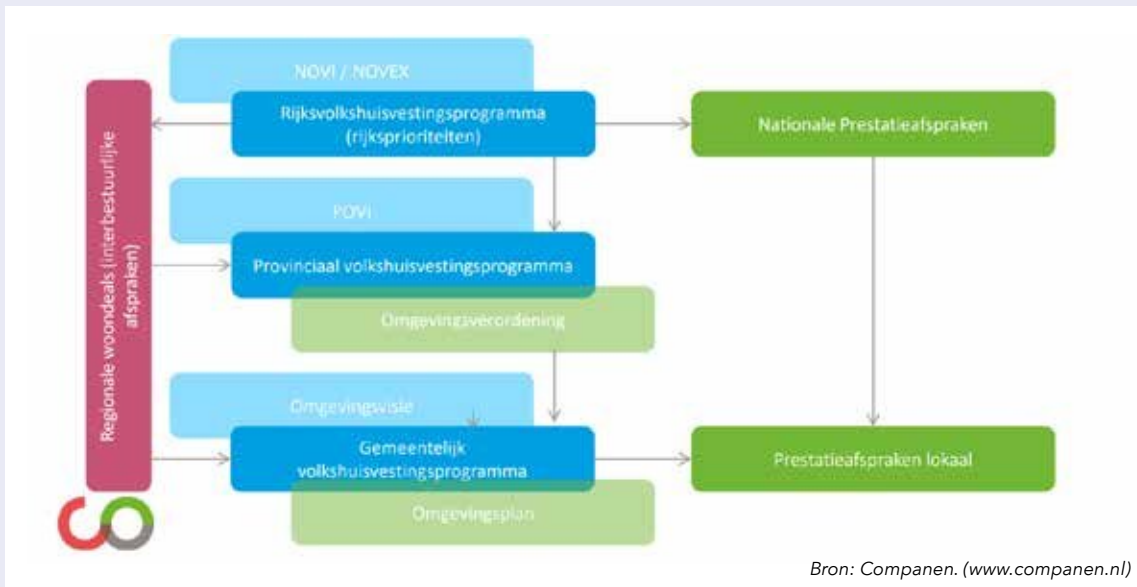 NOVI / NOVEX
Rijksvolkshuisvestingsprogramma
(rijksprioriteiten)
Nationale Prestatieafspraken
Regionale woondeals (interbestuurlijke
afspraken)
POVI
Provinciaal volkshuisvestingsprogramma
Omgevingsverordening
Omgevingsvisie
Gemeentelijk
volkshuisvestingsprogramma
Prestatieafspraken lokaal
Omgevingsplan
Bron: Companen. (www.companen.nl)